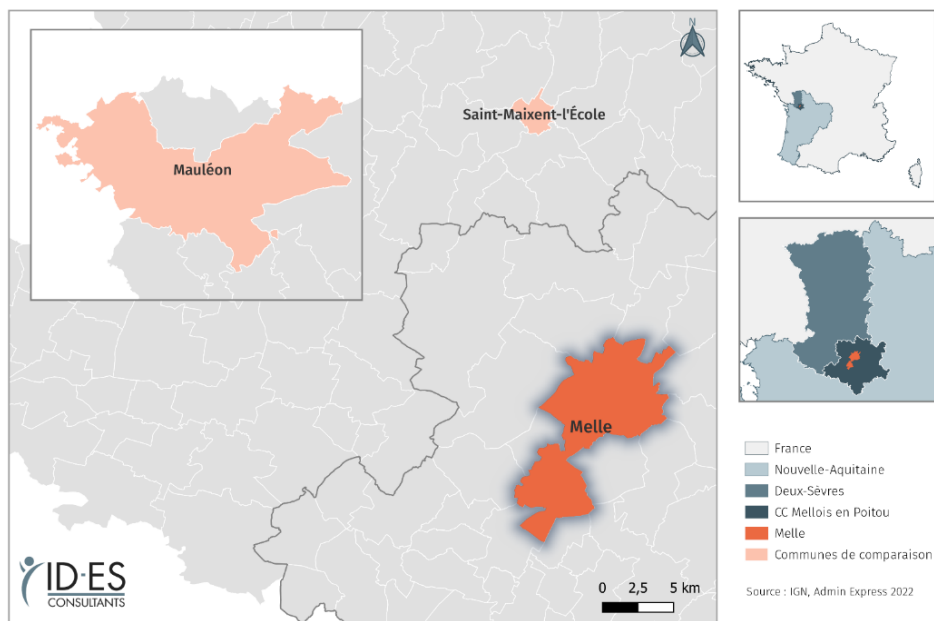 Saint-Maixent-l'École
Mauléon
Melle
France
Nouvelle-Aquitaine
Deux-Sèvres
CC Mellois en Poitou
Melle
Communes de comparaison
ID-ES
CONSULTANTS
0 2,5 5 km
Source : IGN, Admin Express 2022